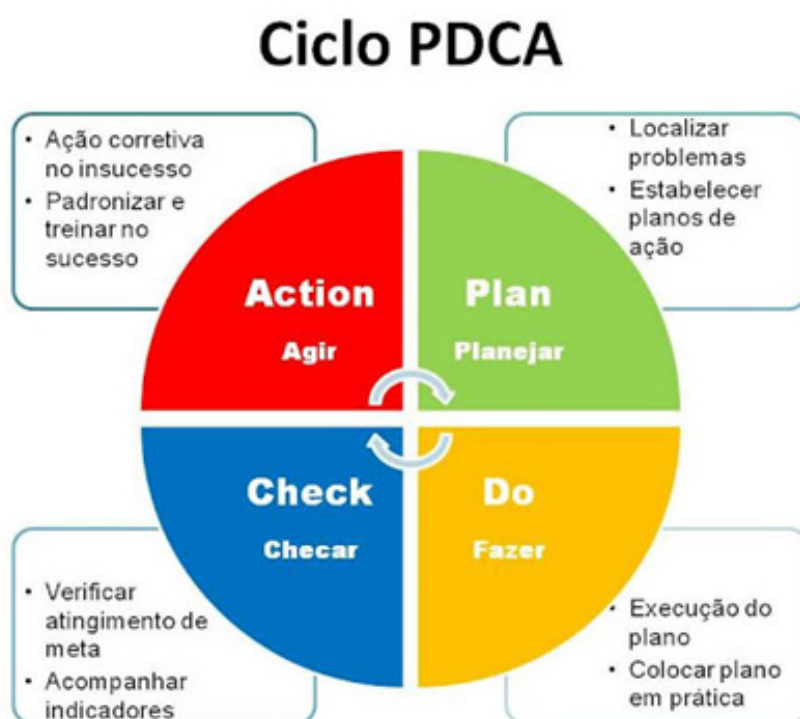 Ciclo PDCA
• Ação corretiva
no insucesso
• Padronizar e
treinar no
sucesso
• Localizar
problemas
• Estabelecer
planos de
ação
Action
Agir
Plan
Planejar
Check
Checar
Do
Fazer
• Verificar
atingimento de
meta
• Acompanhar
indicadores
• Execução do
plano
• Colocar plano
em prática